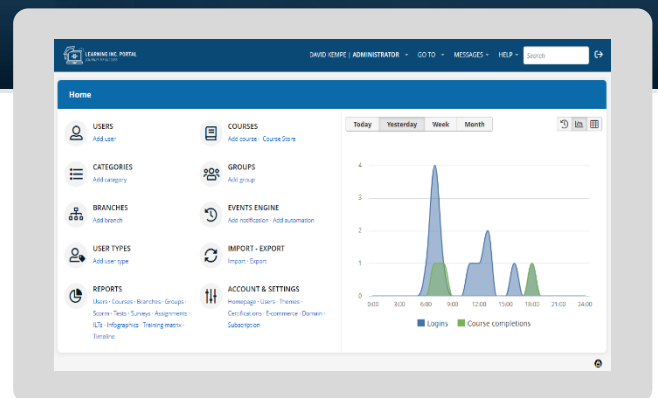 LEARNING INC. PORTAL
DAVID KEMPE | ADMINISTRATOR GO TO MESSAGES HELP Search
Home
USERS
Add user
COURSES
Add course · Course Store
CATEGORIES
Add category
GROUPS
Add group
BRANCHES
Add branch
EVENTS ENGINE
Add notification · Add automation
USER TYPES
Add user type
IMPORT - EXPORT
Import · Export
REPORTS
Users · Courses · Branches · Groups ·
Scorm · Tests · Surveys · Assignments ·
ILTs · Infographics · Training matrix ·
Timeline
ACCOUNT & SETTINGS
Homepage · Users · Themes ·
Certifications · E-commerce · Domain ·
Subscription
Today Yesterday Week Month
4
3
2
1
0
0:00 3:00 6:00 9:00 12:00 15:00 18:00 21:00 24:00
Logins Course completions